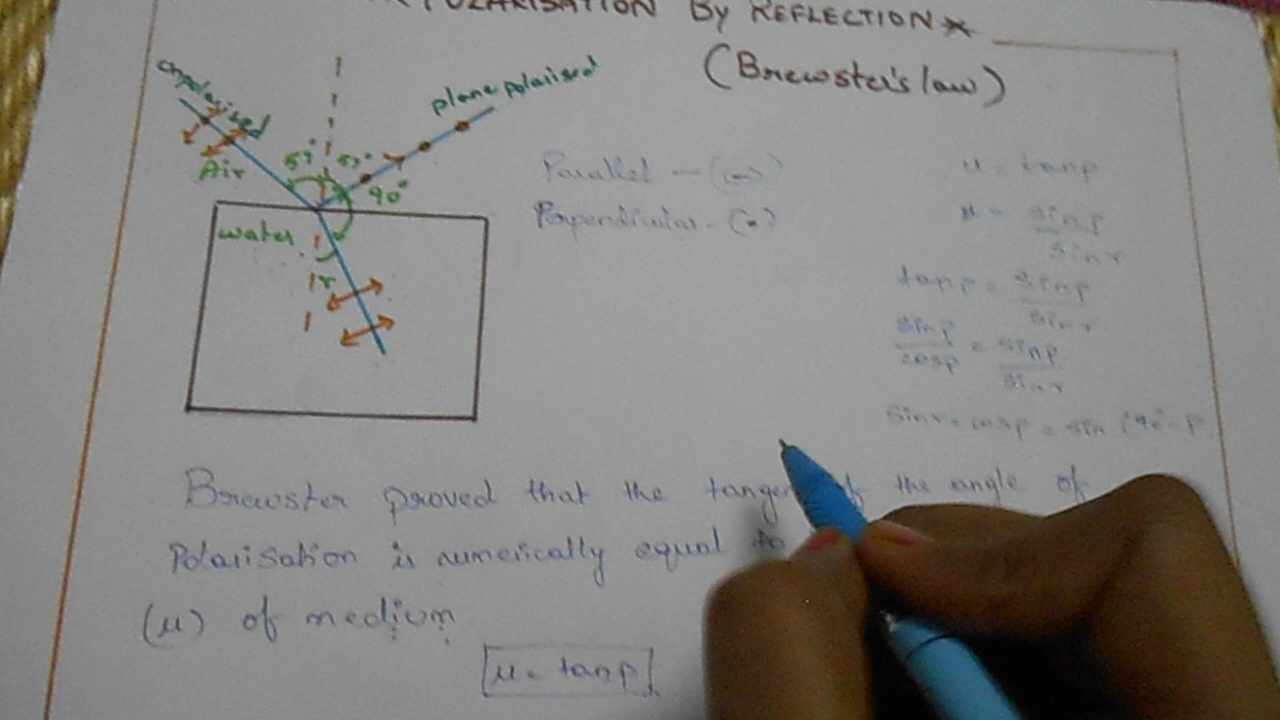 POLARISATION By REFLECTION *
(Brewster's law)
unpolarised
plane polarised
57° 57°
Air
90°
water
r
Parallel - (↔)
Perpendicular - (•)
μ = tanp
μ = sinp / sinr
tanp = sinp / sinr
sinp / cosp = sinp / sinr
sinr = cosp = sin (90° - p
Brewster proved that the of the angle of
Polarisation is numerically equal to
(μ) of medium
μ = tanp